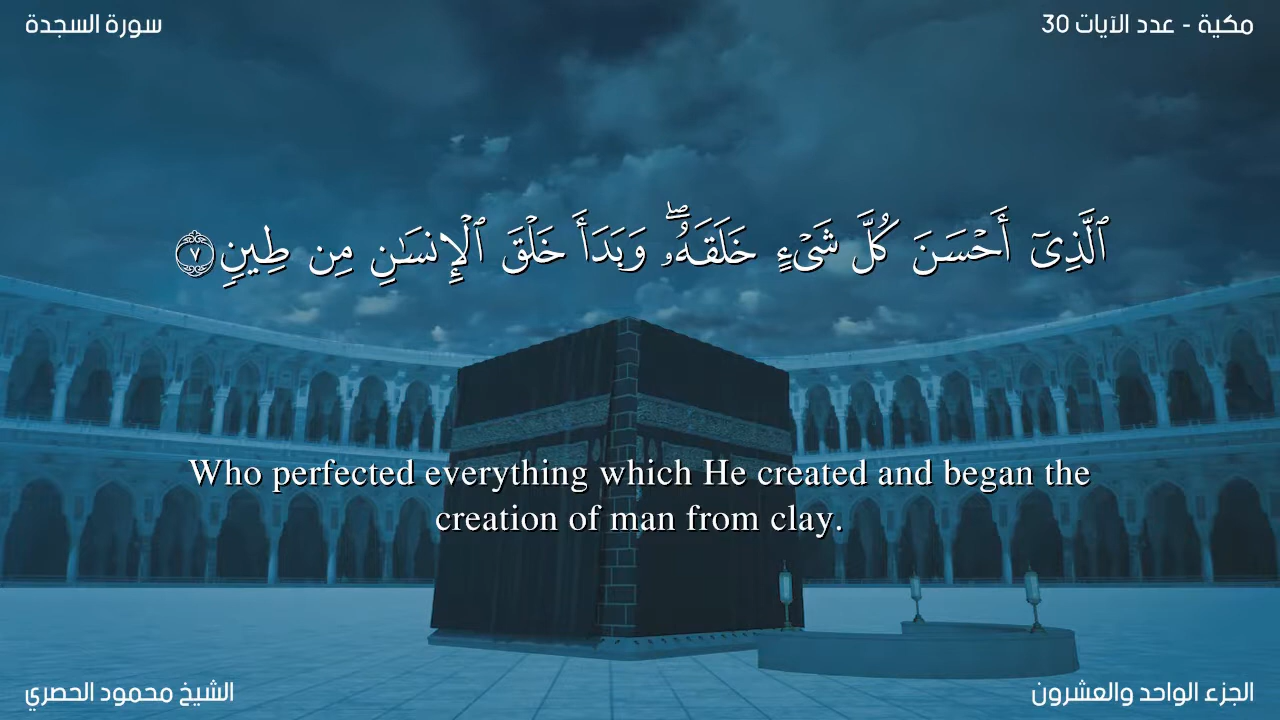 مكية - عدد الآيات 30
سورة السجدة
ٱلَّذِىٓ أَحْسَنَ كُلَّ شَىْءٍ خَلَقَهُۥ ۖ وَبَدَأَ خَلْقَ ٱلْإِنسَٰنِ مِن طِينٍ ٧
Who perfected everything which He created and began the
creation of man from clay.
الجزء الواحد والعشرون
الشيخ محمود الحصري